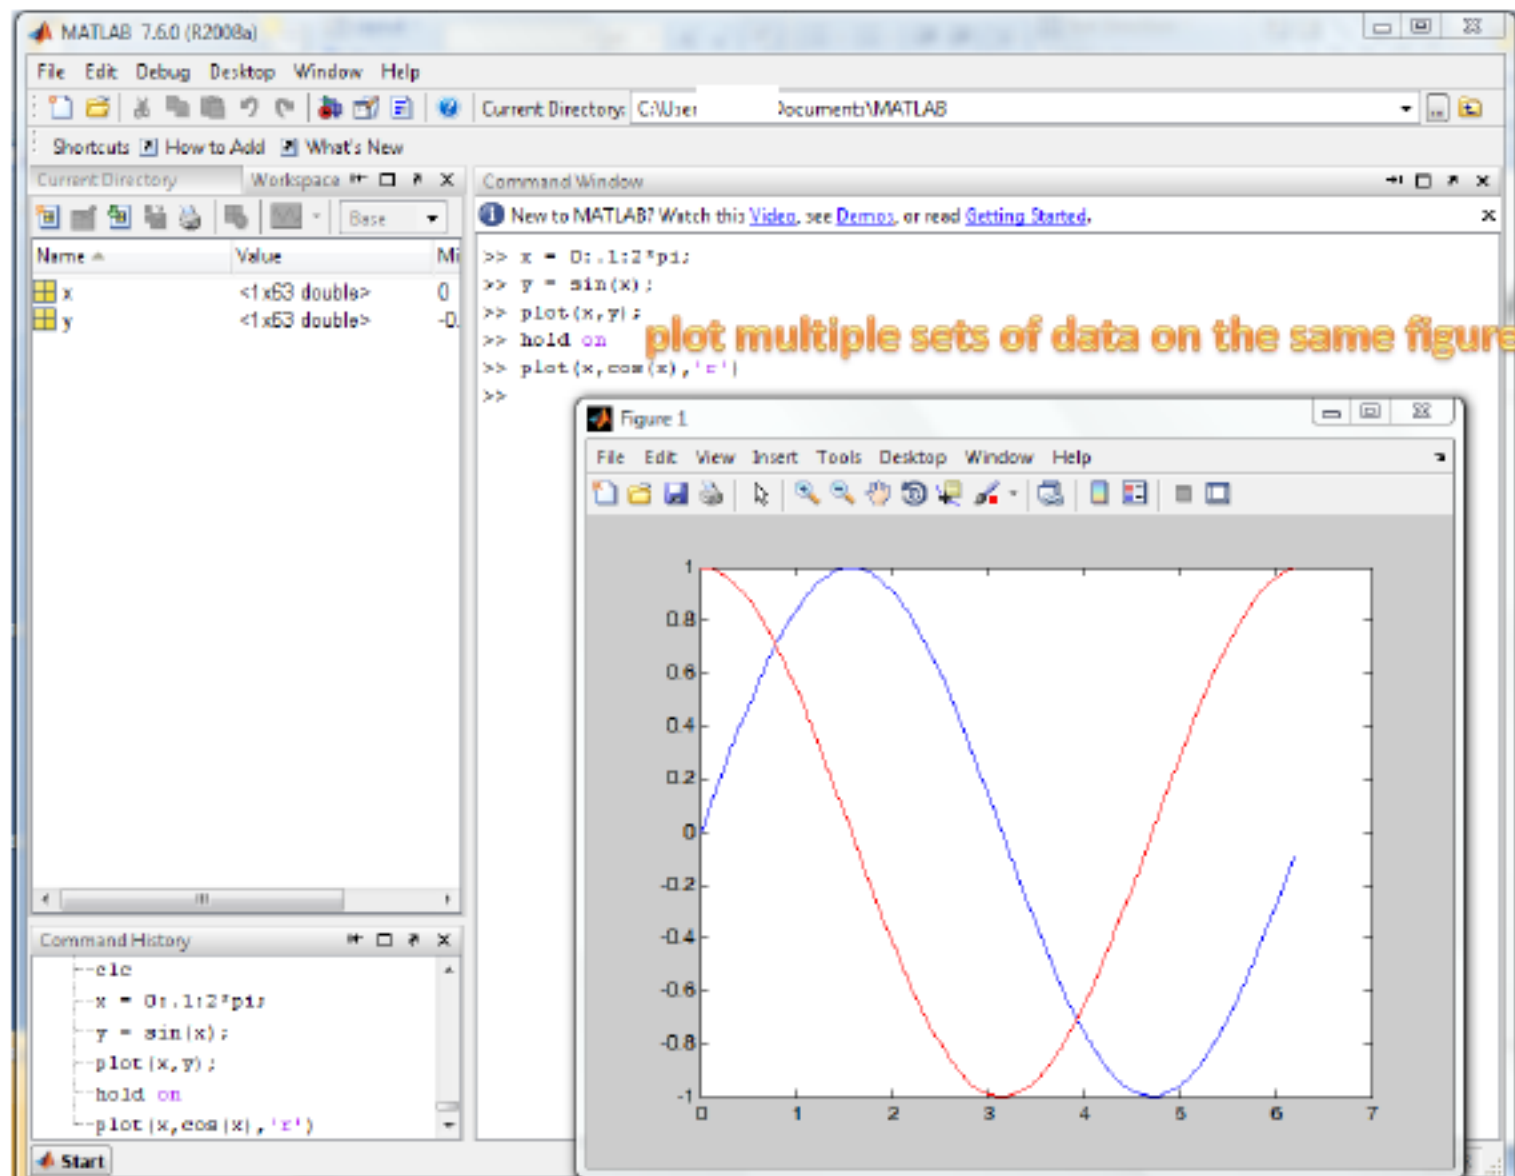 MATLAB 7.6.0 (R2008a)
File Edit Debug Desktop Window Help
Current Directory: C:\User Documents\MATLAB
Shortcuts How to Add What's New
Current Directory Workspace
Base
Name Value Mi
x <1x63 double> 0
y <1x63 double> -0.
Command Window
New to MATLAB? Watch this Video, see Demos, or read Getting Started.
>> x = 0:.1:2*pi;
>> y = sin(x);
>> plot(x,y);
>> hold on
plot multiple sets of data on the same figure
>> plot(x,cos(x),'r')
>>
Figure 1
File Edit View Insert Tools Desktop Window Help
1
0.8
0.6
0.4
0.2
0
-0.2
-0.4
-0.6
-0.8
-1
0 1 2 3 4 5 6 7
Command History
clc
x = 0:.1:2*pi;
y = sin(x);
plot(x,y);
hold on
plot(x,cos(x),'r')
Start